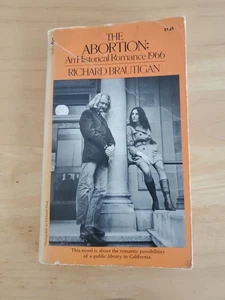 THE
ABORTION:
An Historical Romance 1966
RICHARD BRAUTIGAN
This novel is about the romantic possibilities
of a public library in California.